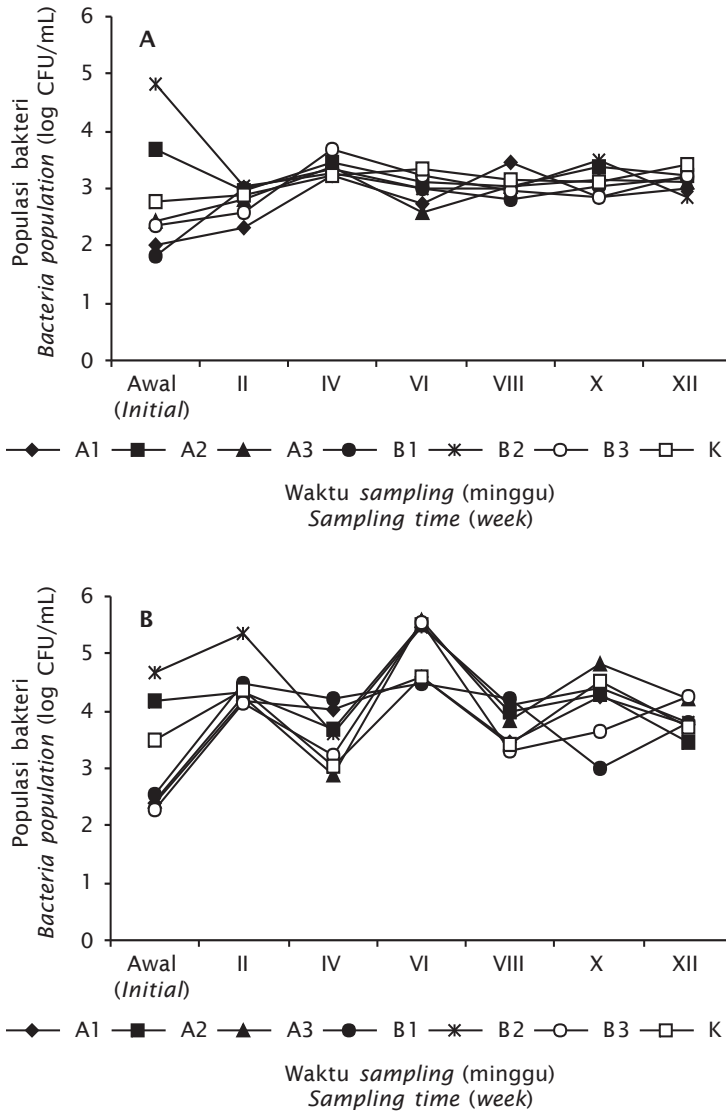 A
6
5
4
3
2
1
0
Populasi bakteri
Bacteria population (log CFU/mL)
Awal II IV VI VIII X XII
(Initial)
A1 A2 A3 B1 B2 B3 K
Waktu sampling (minggu)
Sampling time (week)
B
6
5
4
3
2
1
0
Populasi bakteri
Bacteria population (log CFU/mL)
Awal II IV VI VIII X XII
(Initial)
A1 A2 A3 B1 B2 B3 K
Waktu sampling (minggu)
Sampling time (week)